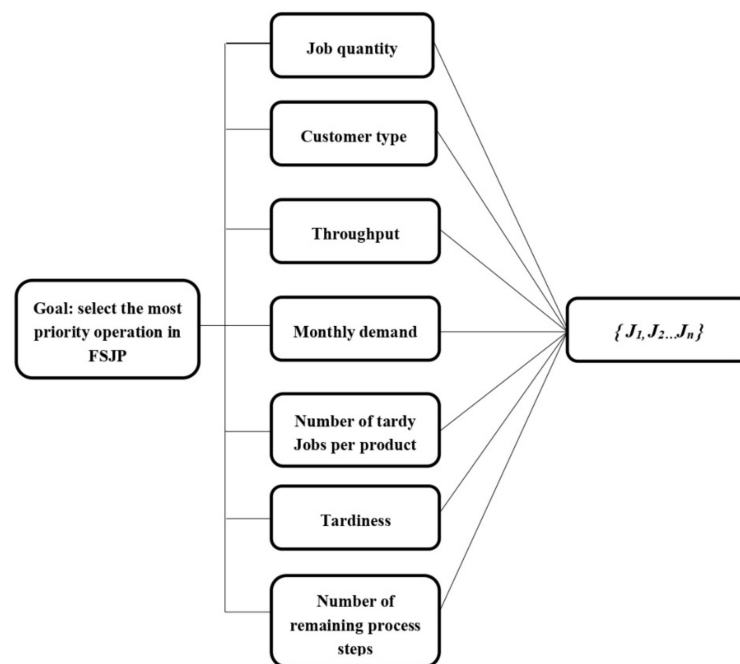 Job quantity
Customer type
Throughput
Goal: select the most
priority operation in
FSJP
Monthly demand
{ J1, J2...Jn}
Number of tardy
Jobs per product
Tardiness
Number of
remaining process
steps